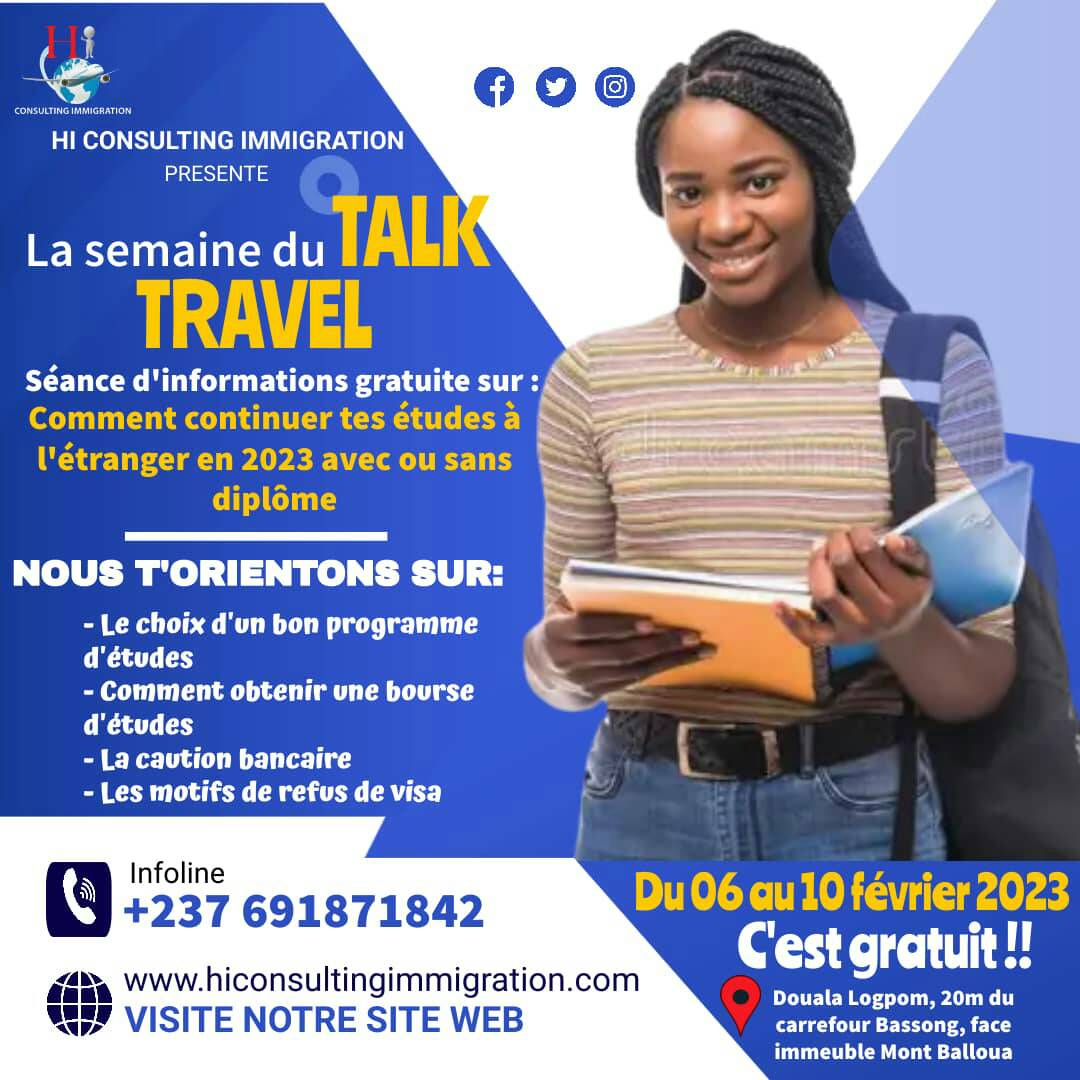 Hi
CONSULTING IMMIGRATION
HI CONSULTING IMMIGRATION
PRESENTE
La semaine du TALK
TRAVEL
Séance d'informations gratuite sur :
Comment continuer tes études à
l'étranger en 2023 avec ou sans
diplôme
NOUS T'ORIENTONS SUR:
- Le choix d'un bon programme
d'études
- Comment obtenir une bourse
d'études
- La caution bancaire
- Les motifs de refus de visa
Infoline
+237 691871842
www.hiconsultingimmigration.com
VISITE NOTRE SITE WEB
Du 06 au 10 février 2023
C'est gratuit !!
Douala Logpom, 20m du
carrefour Bassong, face
immeuble Mont Balloua